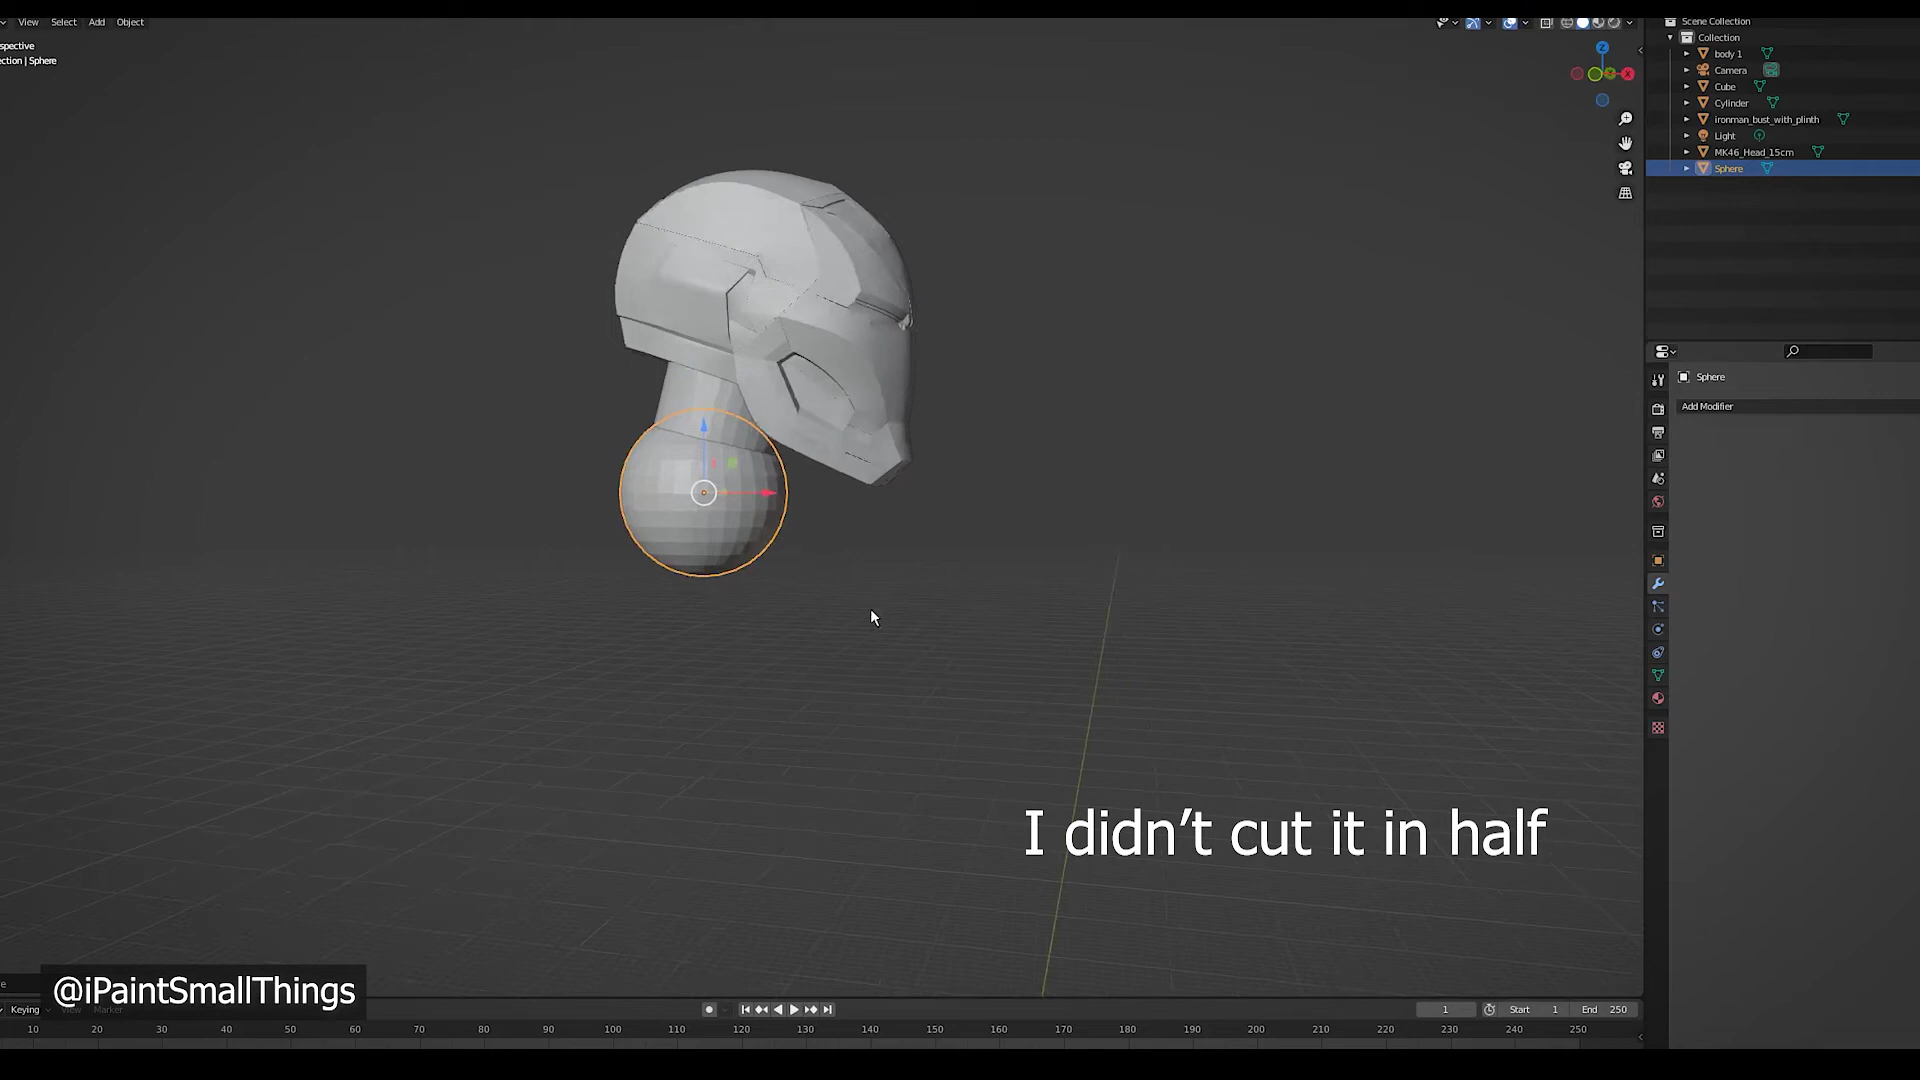 View Select Add Object
spective
ction | Sphere
Z
X
Scene Collection
Collection
body 1
Camera
Cube
Cylinder
ironman_bust_with_plinth
Light
MK46_Head_15cm
Sphere
Sphere
Add Modifier
I didn’t cut it in half
@iPaintSmallThings
e
Keying View Marker
1 Start 1 End 250
10 20 30 40 50 60 70 80 90 100 110 120 130 140 150 160 170 180 190 200 210 220 230 240 250